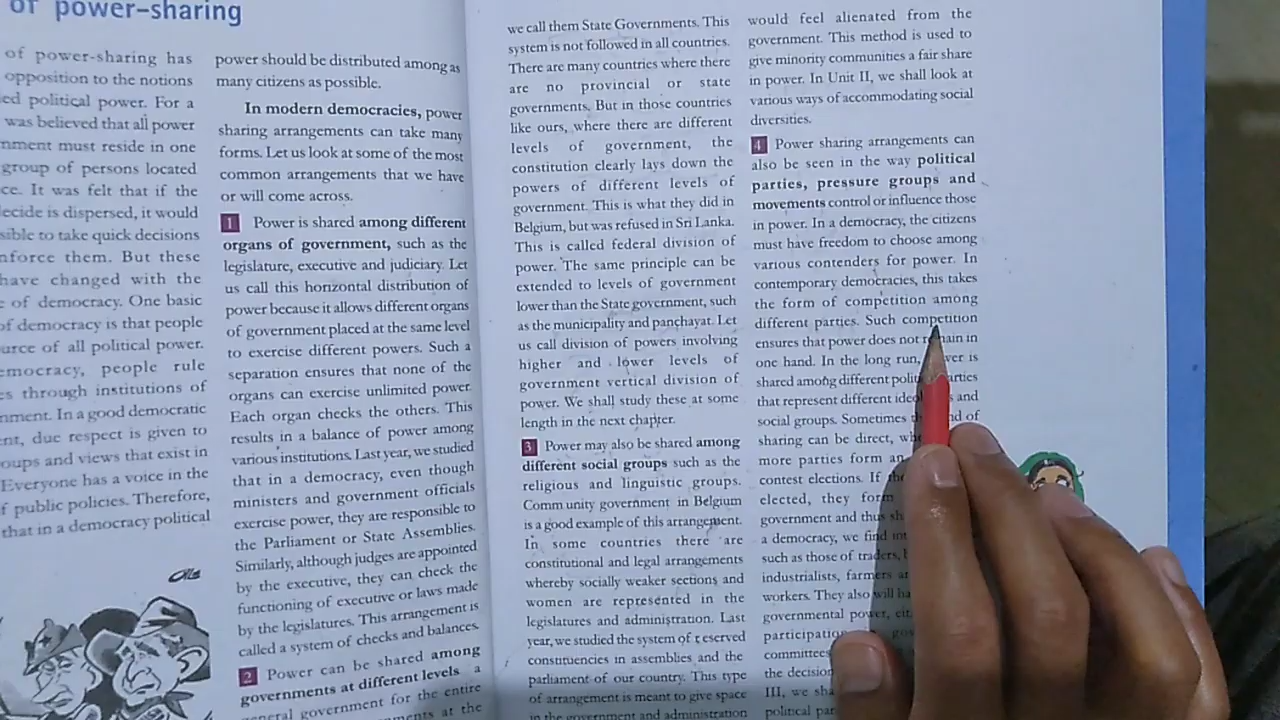 of power-sharing
of power-sharing has
opposition to the notions
ed political power. For a
was believed that all power
nment must reside in one
group of persons located
ce. It was felt that if the
decide is dispersed, it would
sible to take quick decisions
nforce them. But these
have changed with the
of democracy. One basic
of democracy is that people
urce of all political power.
emocracy, people rule
es through institutions of
nment. In a good democratic
ent, due respect is given to
oups and views that exist in
Everyone has a voice in the
f public policies. Therefore,
that in a democracy political
power should be distributed among as
many citizens as possible.
In modern democracies, power
sharing arrangements can take many
forms. Let us look at some of the most
common arrangements that we have
or will come across.
1 Power is shared among different
organs of government, such as the
legislature, executive and judiciary. Let
us call this horizontal distribution of
power because it allows different organs
of government placed at the same level
to exercise different powers. Such a
separation ensures that none of the
organs can exercise unlimited power.
Each organ checks the others. This
results in a balance of power among
various institutions. Last year, we studied
that in a democracy, even though
ministers and government officials
exercise power, they are responsible to
the Parliament or State Assemblies.
Similarly, although judges are appointed
by the executive, they can check the
functioning of executive or laws made
by the legislatures. This arrangement is
called a system of checks and balances.
2 Power can be shared among
governments at different levels a
general government for the entire
ments at the
we call them State Governments. This
system is not followed in all countries.
There are many countries where there
are no provincial or state
governments. But in those countries
like ours, where there are different
levels of government, the
constitution clearly lays down the
powers of different levels of
government. This is what they did in
Belgium, but was refused in Sri Lanka.
This is called federal division of
power. The same principle can be
extended to levels of government
lower than the State government, such
as the municipality and panchayat. Let
us call division of powers involving
higher and lower levels of
government vertical division of
power. We shall study these at some
length in the next chapter.
3 Power may also be shared among
different social groups such as the
religious and linguistic groups.
Community government in Belgium
is a good example of this arrangement.
In some countries there are
constitutional and legal arrangements
whereby socially weaker sections and
women are represented in the
legislatures and administration. Last
year, we studied the system of reserved
constituencies in assemblies and the
parliament of our country. This type
of arrangement is meant to give space
in the government and administration
would feel alienated from the
government. This method is used to
give minority communities a fair share
in power. In Unit II, we shall look at
various ways of accommodating social
diversities.
4 Power sharing arrangements can
also be seen in the way political
parties, pressure groups and
movements control or influence those
in power. In a democracy, the citizens
must have freedom to choose among
various contenders for power. In
contemporary democracies, this takes
the form of competition among
different parties. Such competition
ensures that power does not remain in
one hand. In the long run, power is
shared among different political parties
that represent different and
social groups. Sometimes of
sharing can be direct,
more parties form an
contest elections. If
elected, they form
government and thus
a democracy, we find
such as those of traders,
industrialists, farmers
workers. They also will
governmental power,
participation
committees
the decision
III, we
political